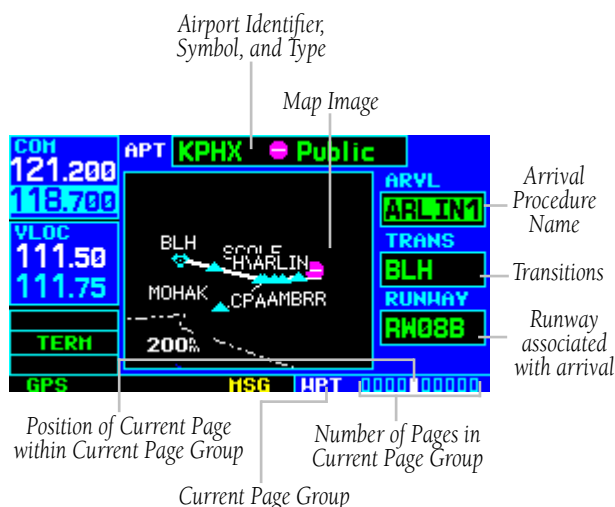 Airport Identifier,
Symbol, and Type
Map Image
COM
121.200
118.700
VLOC
111.50
111.75
TERM
GPS
APT KPHX Public
BLH
HYARLIN
MOHAK
CPAAMBRR
200
MSG
WPT
ARVL
ARLIN1
TRANS
BLH
RUNWAY
RW08B
Arrival
Procedure
Name
Transitions
Runway
associated
with arrival
Position of Current Page
within Current Page Group
Number of Pages in
Current Page Group
Current Page Group